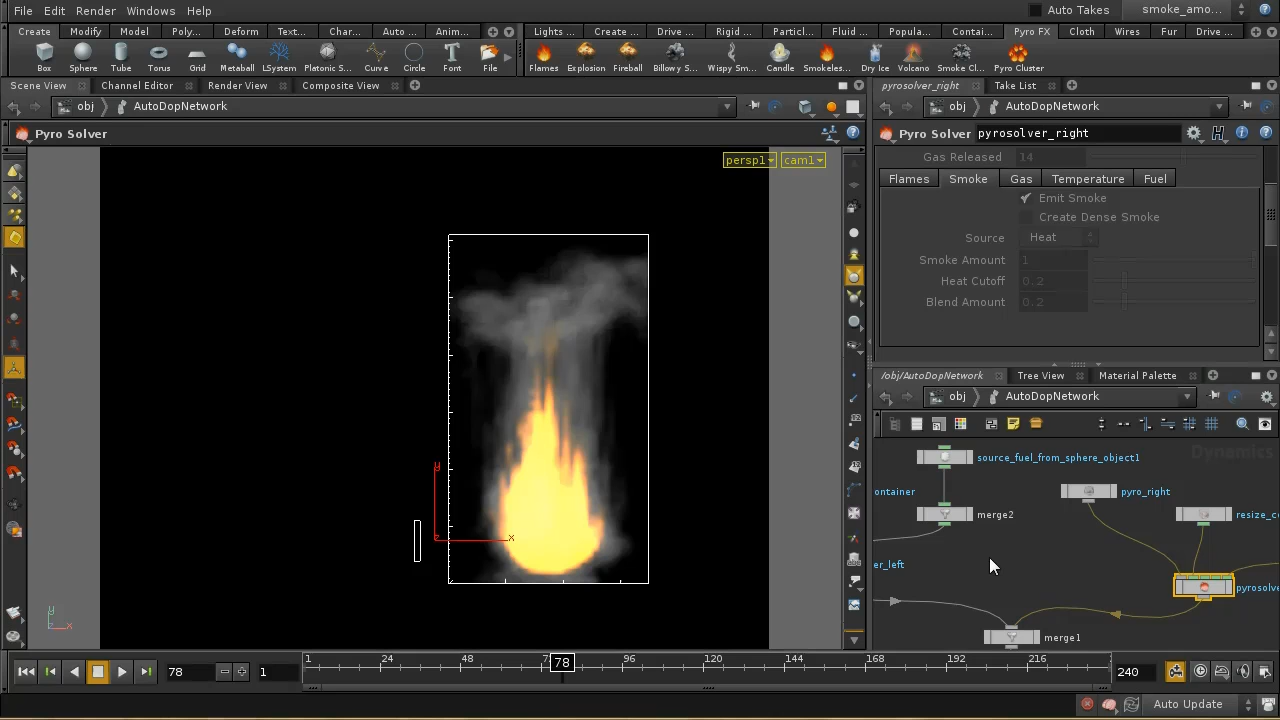 File Edit Render Windows Help Auto Takes smoke_amo...
Create Modify Model Poly... Deform Text... Char... Auto ... Anim... Lights ... Create ... Drive ... Rigid ... Particl... Fluid ... Popula... Contai... Pyro FX Cloth Wires Fur Drive ...
Box Sphere Tube Torus Grid Metaball LSystem Platonic S... Curve Circle Font File Flames Explosion Fireball Billowy S... Wispy Sm... Candle Smokeles... Dry Ice Volcano Smoke Cl... Pyro Cluster
Scene View Channel Editor Render View Composite View pyrosolver_right Take List
obj AutoDopNetwork obj AutoDopNetwork
Pyro Solver Pyro Solver pyrosolver_right
persp1 cam1
Gas Released 14
Flames Smoke Gas Temperature Fuel
Emit Smoke
Create Dense Smoke
Source Heat
Smoke Amount 1
Heat Cutoff 0.2
Blend Amount 0.2
/obj/AutoDopNetwork Tree View Material Palette
obj AutoDopNetwork
Dynamics
source_fuel_from_sphere_object1
ontainer pyro_right
merge2 resize_c
er_left
pyrosolve
merge1
y x z
y x
78 1 1 24 48 7 78 96 120 144 168 192 216 2 240
Auto Update